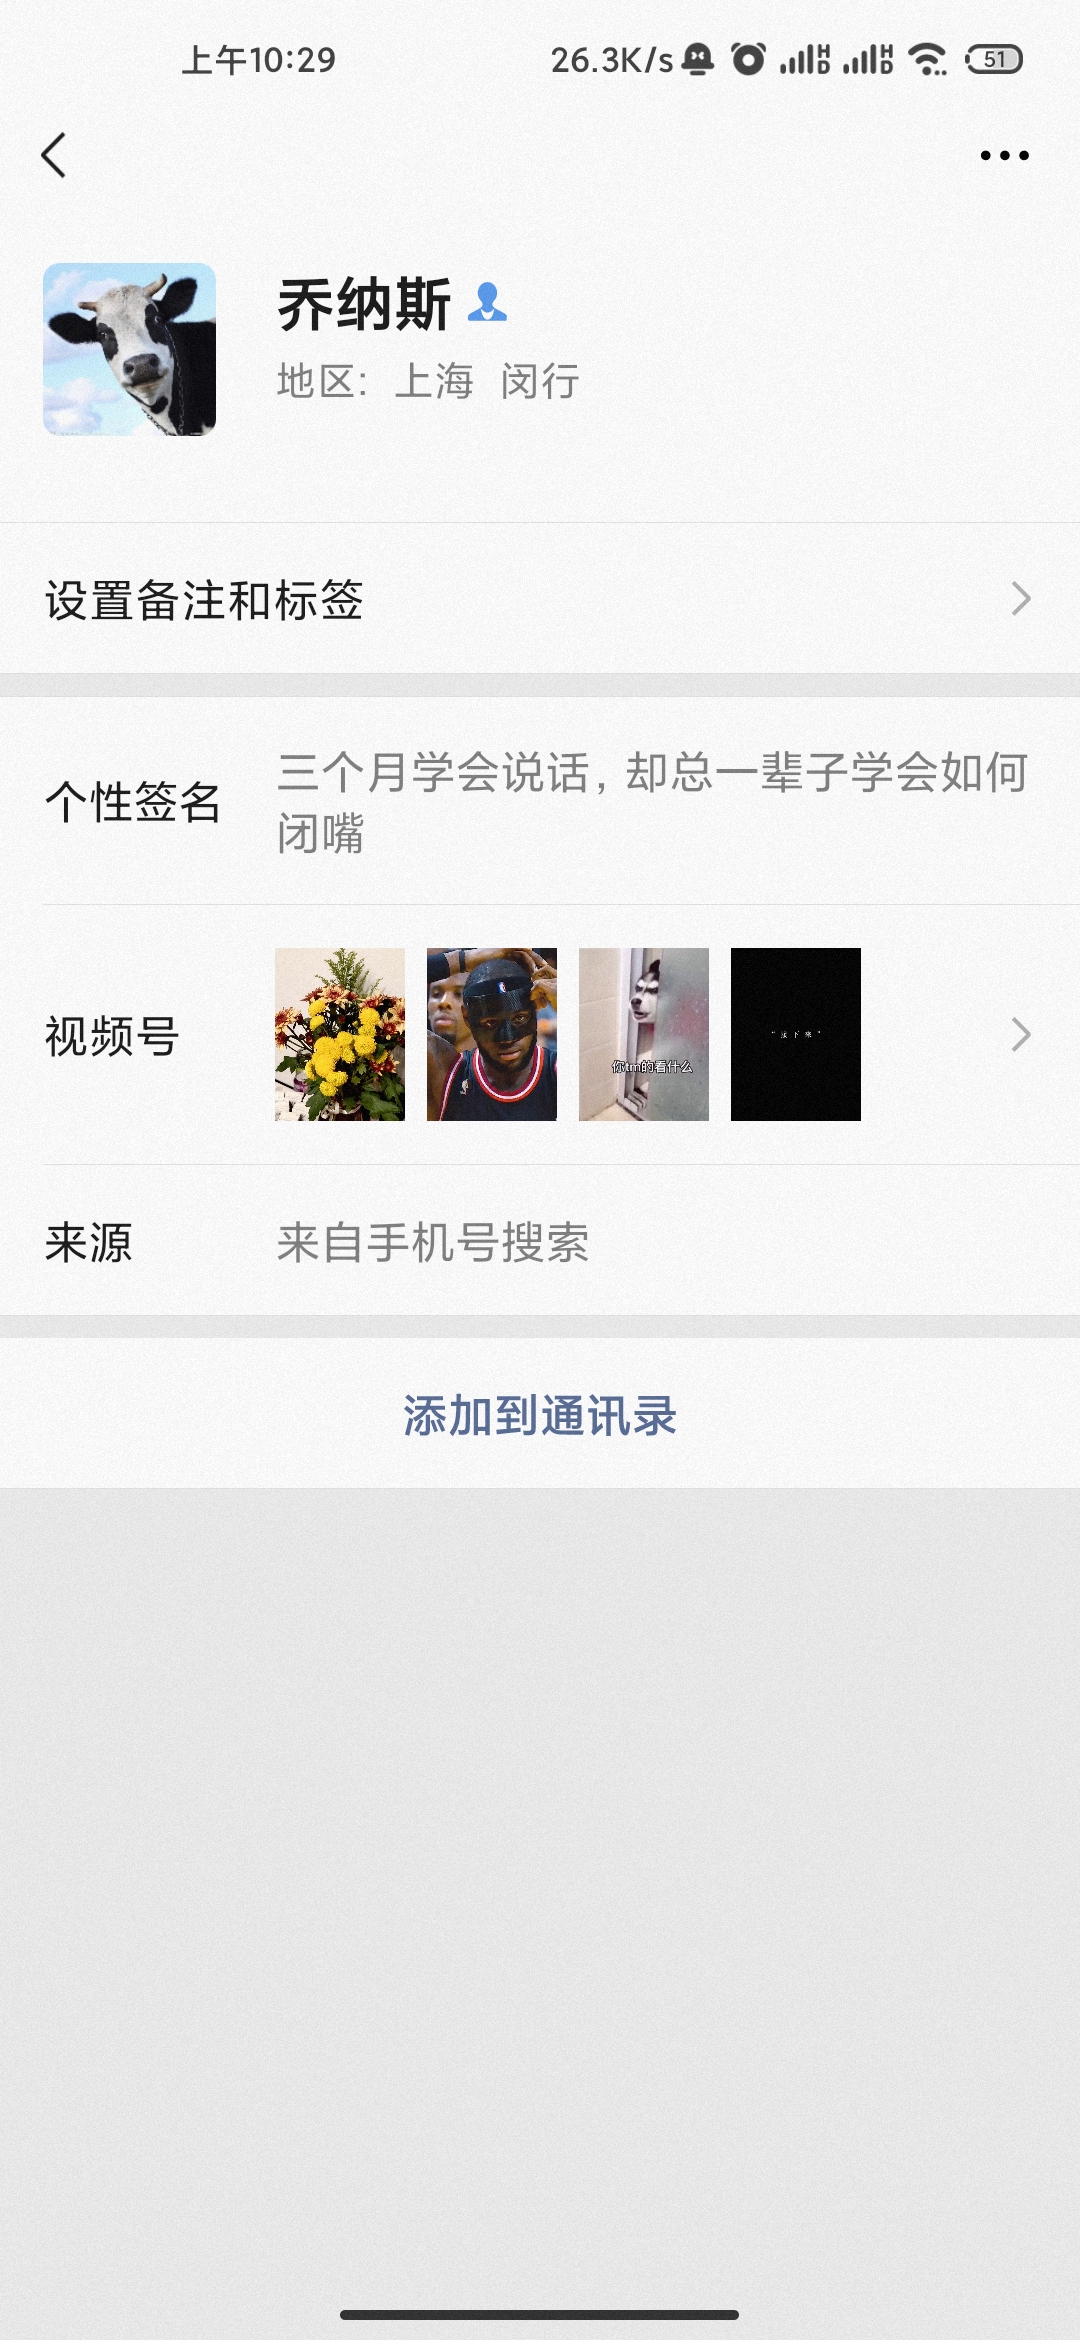 上午10:29
26.3K/s
51
乔纳斯
地区: 上海 闵行
设置备注和标签
个性签名
三个月学会说话, 却总一辈子学会如何
闭嘴
视频号
你tm的看什么
“接下来”
来源
来自手机号搜索
添加到通讯录